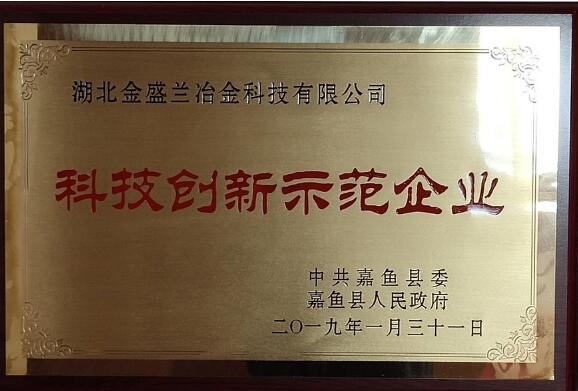 湖北金盛兰冶金科技有限公司
科技创新示范企业
中共嘉鱼县委
嘉鱼县人民政府
二〇一九年一月三十一日